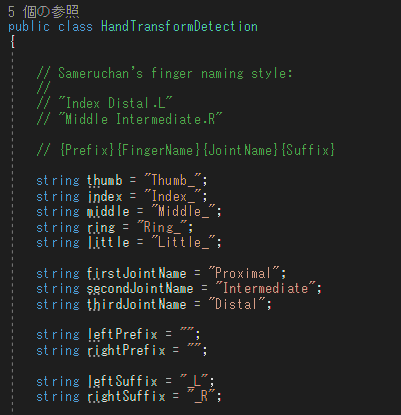 5 個の参照
public class HandTransformDetection
{
// Sameruchan's finger naming style:
//
// "Index Distal.L"
// "Middle Intermediate.R"
// {Prefix}{FingerName}{JointName}{Suffix}
string thumb = "Thumb_";
string index = "Index_";
string middle = "Middle_";
string ring = "Ring_";
string little = "Little_";
string firstJointName = "Proximal";
string secondJointName = "Intermediate";
string thirdJointName = "Distal";
string leftPrefix = "";
string rightPrefix = "";
string leftSuffix = "_L";
string rightSuffix = "_R";